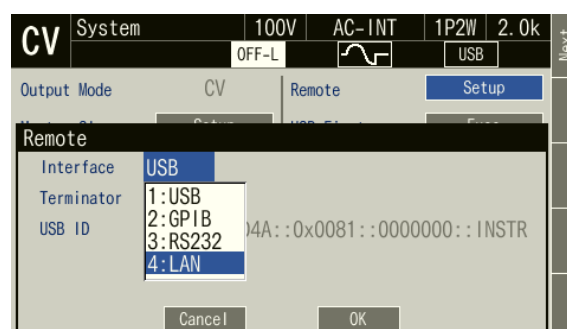 CV System 100V AC-INT 1P2W 2.0k
OFF-L USB
Next
Output Mode CV Remote Setup
Remote
Interface USB
Terminator 1:USB
2:GPIB
USB ID 04A::0x0081::0000000::INSTR
3:RS232
4:LAN
Cancel OK